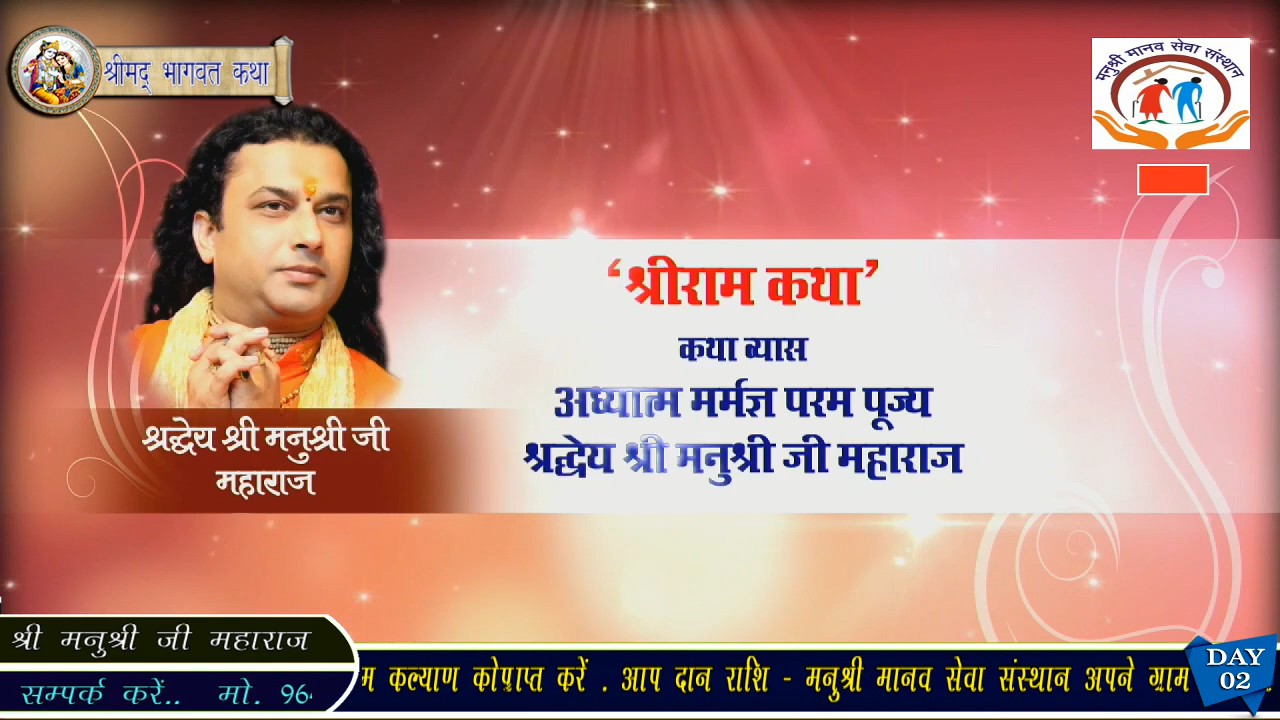 श्रीमद् भागवत कथा
मनुश्री मानव सेवा संस्थान
‘श्रीराम कथा’
कथा व्यास
अध्यात्म मर्मज्ञ परम पूज्य
श्रद्धेय श्री मनुश्री जी महाराज
श्रद्धेय श्री मनुश्री जी
महाराज
श्री मनुश्री जी महाराज
सम्पर्क करें.. मो. 96
कल्याण कोप्राप्त करें . आप दान राशि - मनुश्री मानव सेवा संस्थान अपने ग्राम
DAY
02